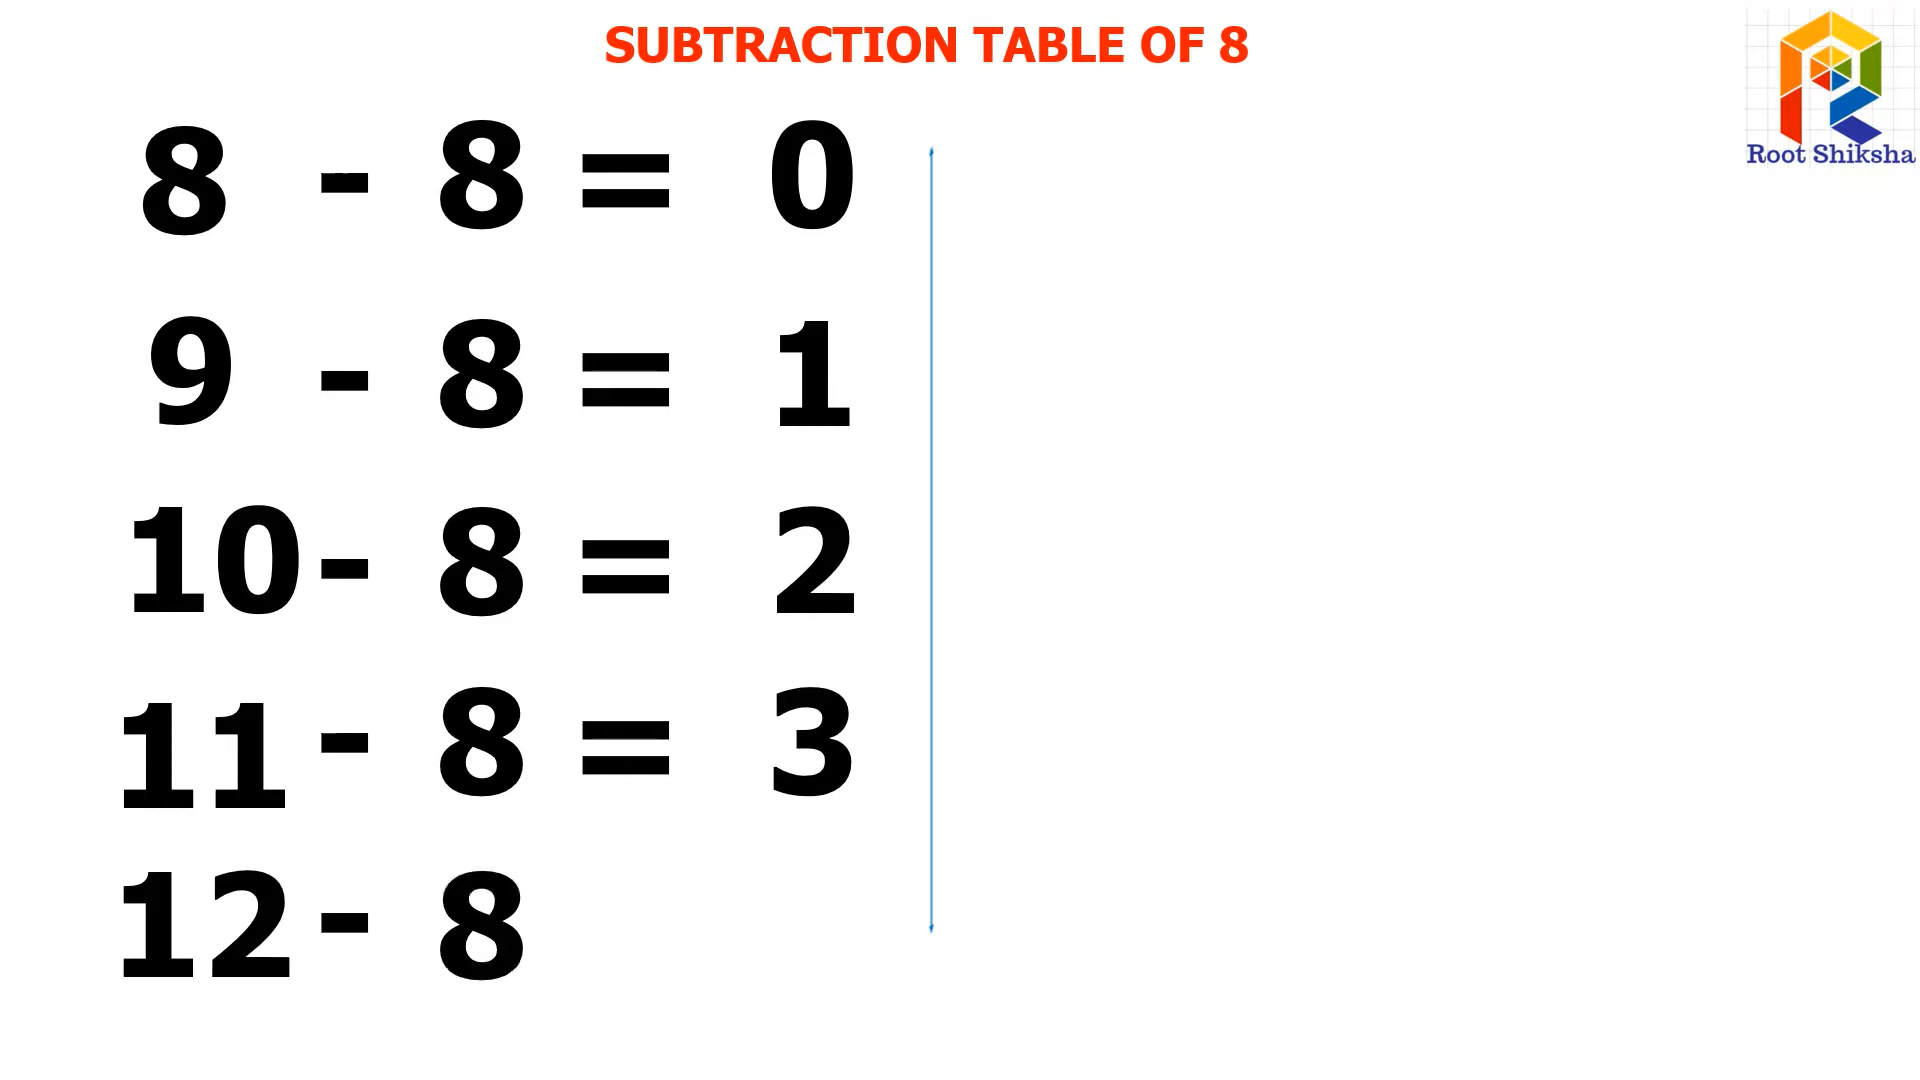 SUBTRACTION TABLE OF 8
Root Shiksha
8 - 8 = 0
9 - 8 = 1
10 - 8 = 2
11 - 8 = 3
12 - 8